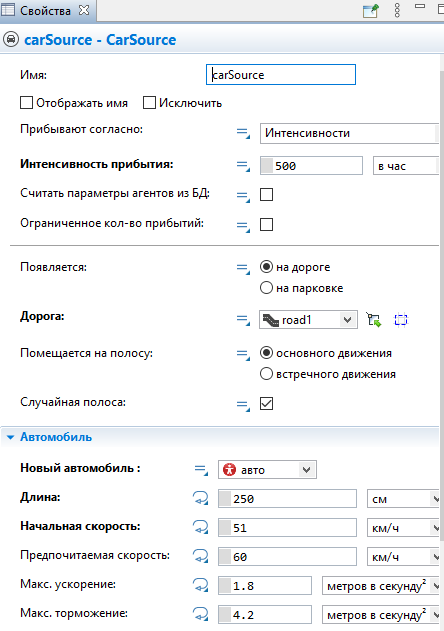 Свойства
carSource - CarSource
Имя: carSource
Отображать имя Исключить
Прибывают согласно: Интенсивности
Интенсивность прибытия: 500 в час
Считать параметры агентов из БД:
Ограниченное кол-во прибытий:
Появляется: на дороге
на парковке
Дорога: road1
Помещается на полосу: основного движения
встречного движения
Случайная полоса:
Автомобиль
Новый автомобиль : авто
Длина: 250 см
Начальная скорость: 51 км/ч
Предпочитаемая скорость: 60 км/ч
Макс. ускорение: 1.8 метров в секунду²
Макс. торможение: 4.2 метров в секунду²